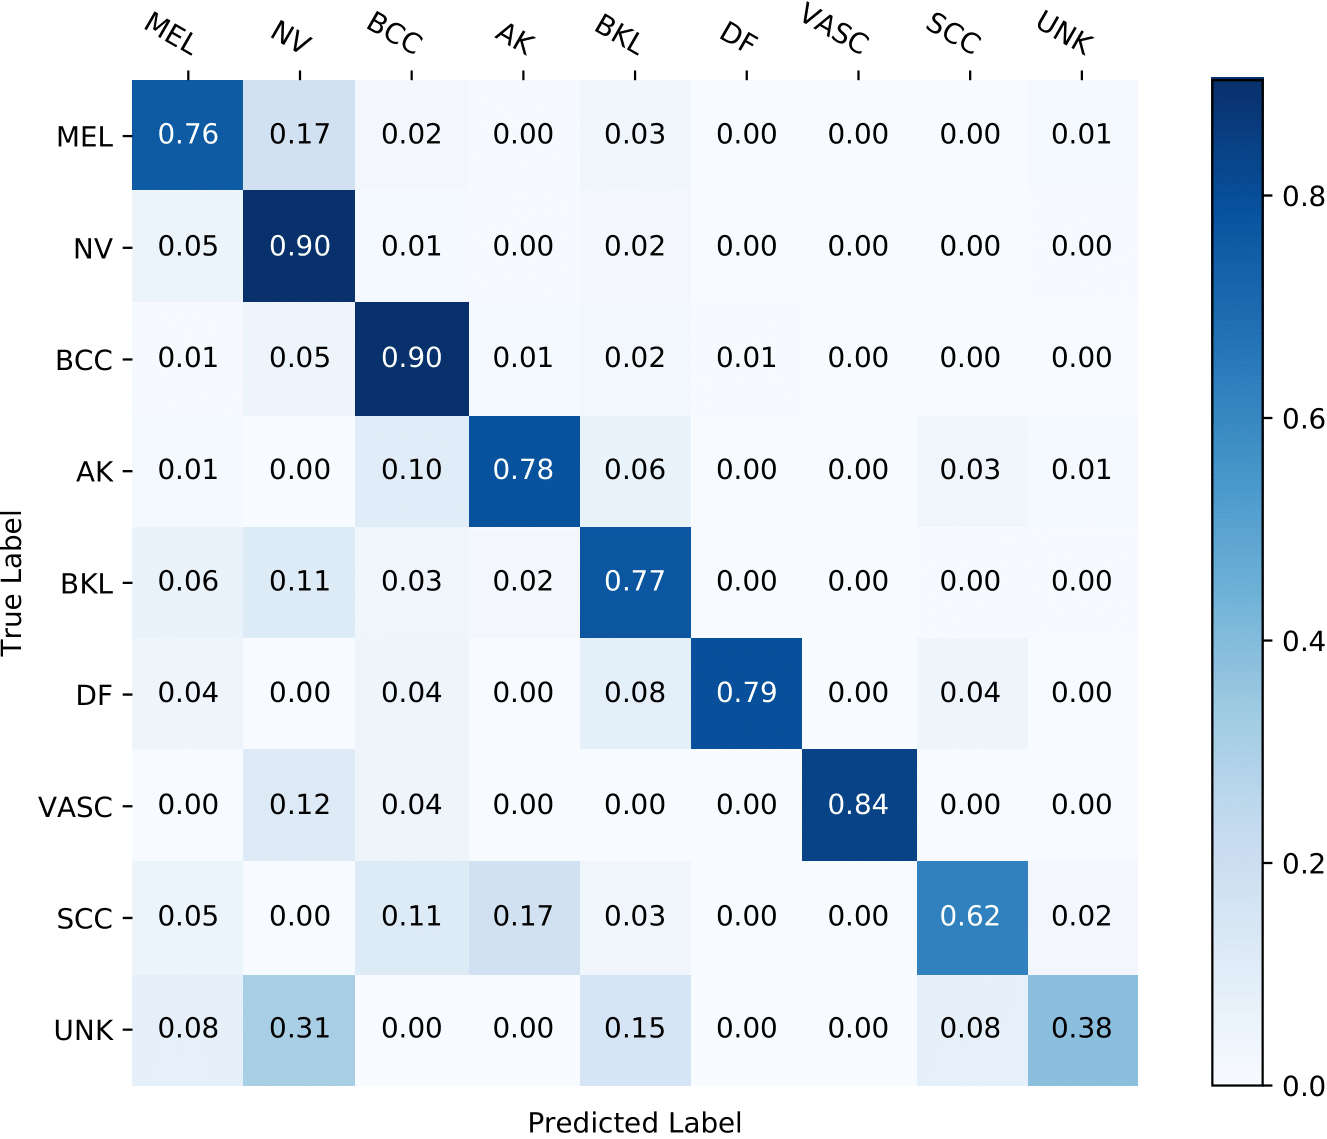 MEL NV BCC AK BKL DF VASC SCC UNK
MEL 0.76 0.17 0.02 0.00 0.03 0.00 0.00 0.00 0.01
NV 0.05 0.90 0.01 0.00 0.02 0.00 0.00 0.00 0.00
BCC 0.01 0.05 0.90 0.01 0.02 0.01 0.00 0.00 0.00
AK 0.01 0.00 0.10 0.78 0.06 0.00 0.00 0.03 0.01
BKL 0.06 0.11 0.03 0.02 0.77 0.00 0.00 0.00 0.00
DF 0.04 0.00 0.04 0.00 0.08 0.79 0.00 0.04 0.00
VASC 0.00 0.12 0.04 0.00 0.00 0.00 0.84 0.00 0.00
SCC 0.05 0.00 0.11 0.17 0.03 0.00 0.00 0.62 0.02
UNK 0.08 0.31 0.00 0.00 0.15 0.00 0.00 0.08 0.38
True Label
Predicted Label
0.8
0.6
0.4
0.2
0.0